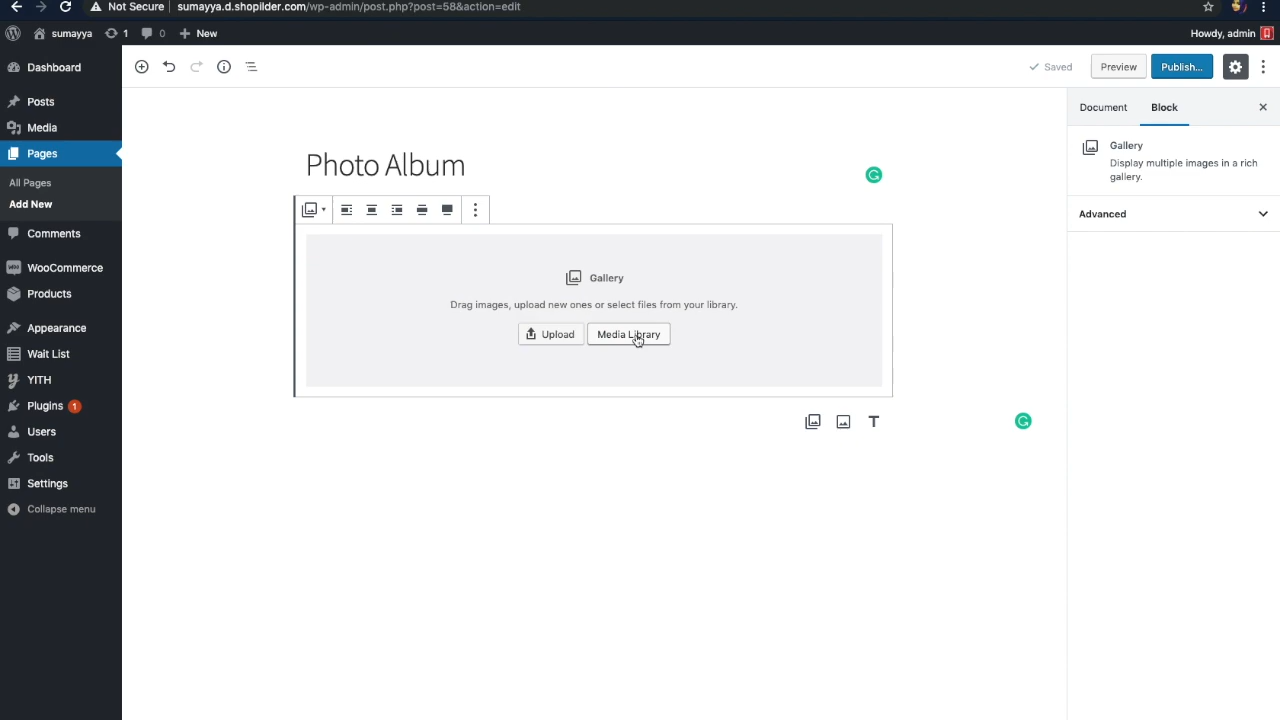 Not Secure | sumayya.d.shopilder.com/wp-admin/post.php?post=58&action=edit
sumayya 1 0 New
Howdy, admin
Dashboard
Posts
Media
Pages
All Pages
Add New
Comments
WooCommerce
Products
Appearance
Wait List
YITH
Plugins 1
Users
Tools
Settings
Collapse menu
Saved
Preview
Publish...
Photo Album
Gallery
Drag images, upload new ones or select files from your library.
Upload
Media Library
Document
Block
Gallery
Display multiple images in a rich
gallery.
Advanced